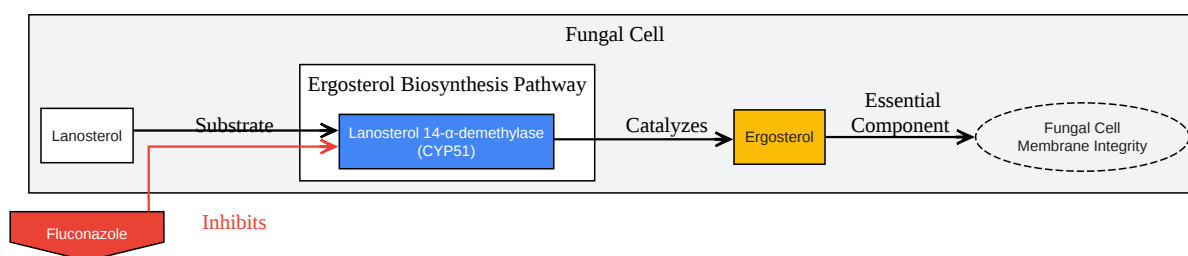 Fungal Cell
Ergosterol Biosynthesis Pathway
Lanosterol
Substrate
Lanosterol 14-α-demethylase
(CYP51)
Catalyzes
Ergosterol
Essential
Component
Fungal Cell
Membrane Integrity
Fluconazole
Inhibits